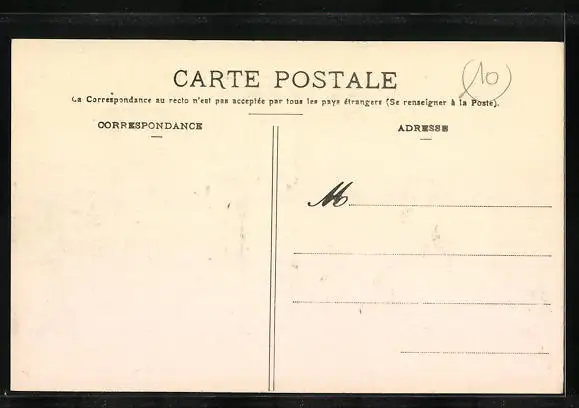 (10)
CARTE POSTALE
La Correspondance au recto n'est pas acceptée par tous les pays étrangers (Se renseigner à la Poste).
CORRESPONDANCE
ADRESSE
M